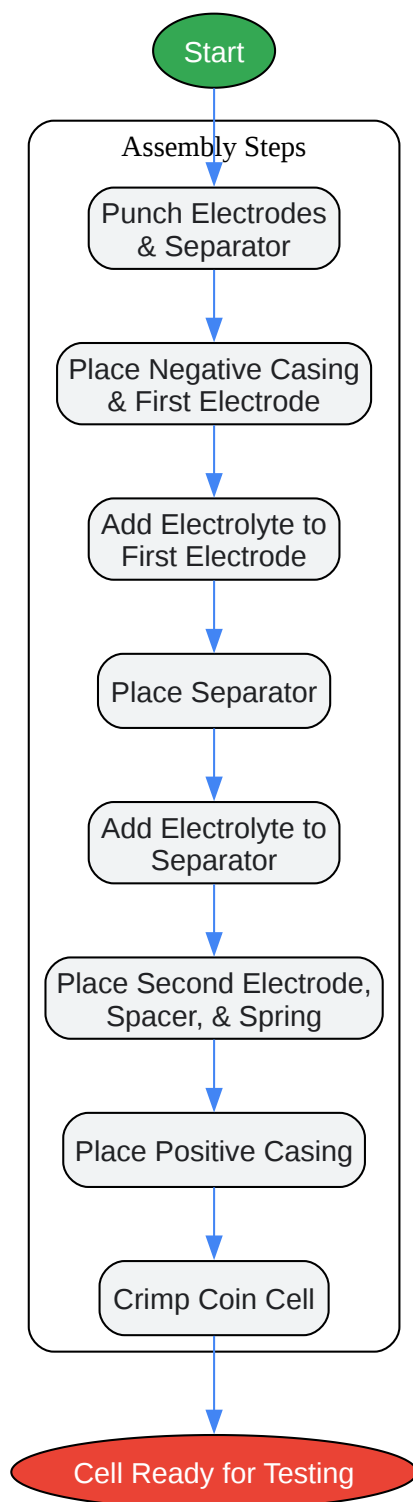 Start
Assembly Steps
Punch Electrodes
& Separator
Place Negative Casing
& First Electrode
Add Electrolyte to
First Electrode
Place Separator
Add Electrolyte to
Separator
Place Second Electrode,
Spacer, & Spring
Place Positive Casing
Crimp Coin Cell
Cell Ready for Testing